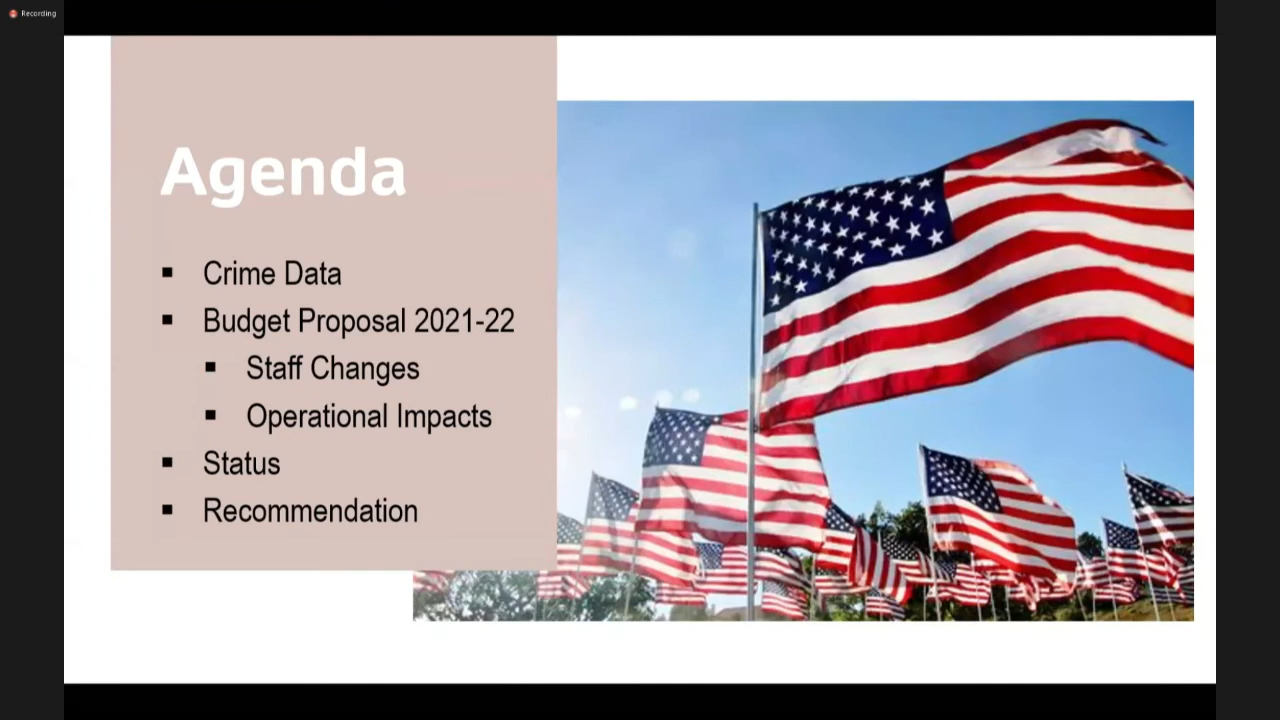 Recording
Agenda
▪ Crime Data
▪ Budget Proposal 2021-22
▪ Staff Changes
▪ Operational Impacts
▪ Status
▪ Recommendation